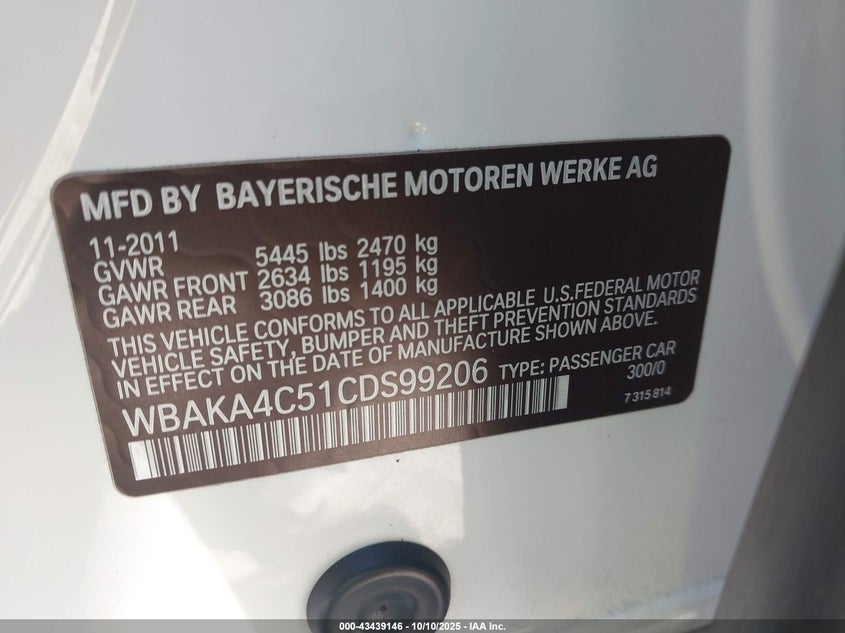 MFD BY BAYERISCHE MOTOREN WERKE AG
11-2011
GVWR 5445 lbs 2470 kg
GAWR FRONT 2634 lbs 1195 kg
GAWR REAR 3086 lbs 1400 kg
THIS VEHICLE CONFORMS TO ALL APPLICABLE U.S.FEDERAL MOTOR
VEHICLE SAFETY, BUMPER AND THEFT PREVENTION STANDARDS
IN EFFECT ON THE DATE OF MANUFACTURE SHOWN ABOVE.
WBAKA4C51CDS99206 TYPE: PASSENGER CAR
300/0
7 315 814
000-43439146 - 10/10/2025 - IAA Inc.